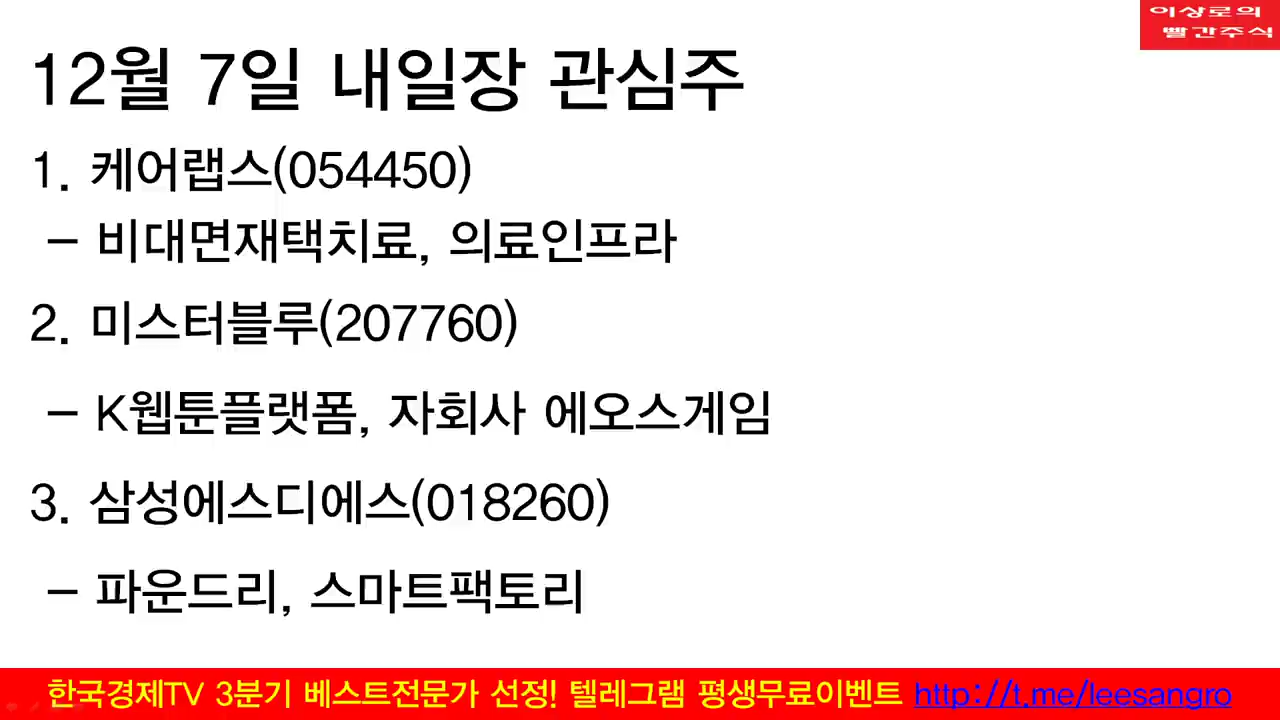 이상로의
빨간주식
12월 7일 내일장 관심주
1. 케어랩스(054450)
- 비대면재택치료, 의료인프라
2. 미스터블루(207760)
- K웹툰플랫폼, 자회사 에오스게임
3. 삼성에스디에스(018260)
- 파운드리, 스마트팩토리
한국경제TV 3분기 베스트전문가 선정! 텔레그램 평생무료이벤트 http://t.me/leesangro